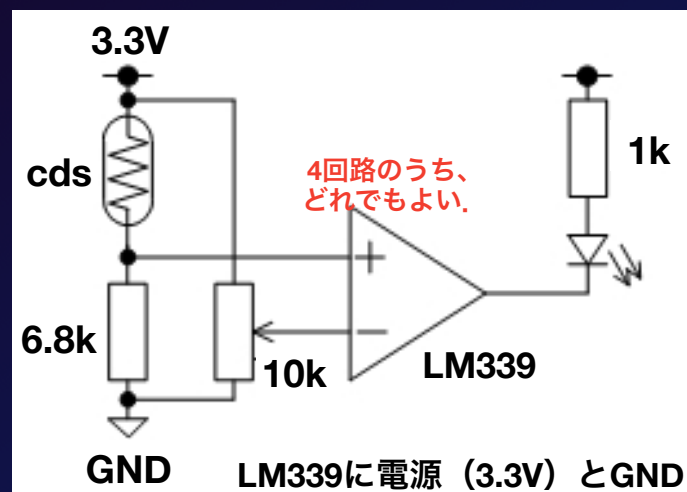 3.3V
cds
4回路のうち、
どれでもよい.
1k
+
−
6.8k
10k
LM339
GND
LM339に電源（3.3V）とGND